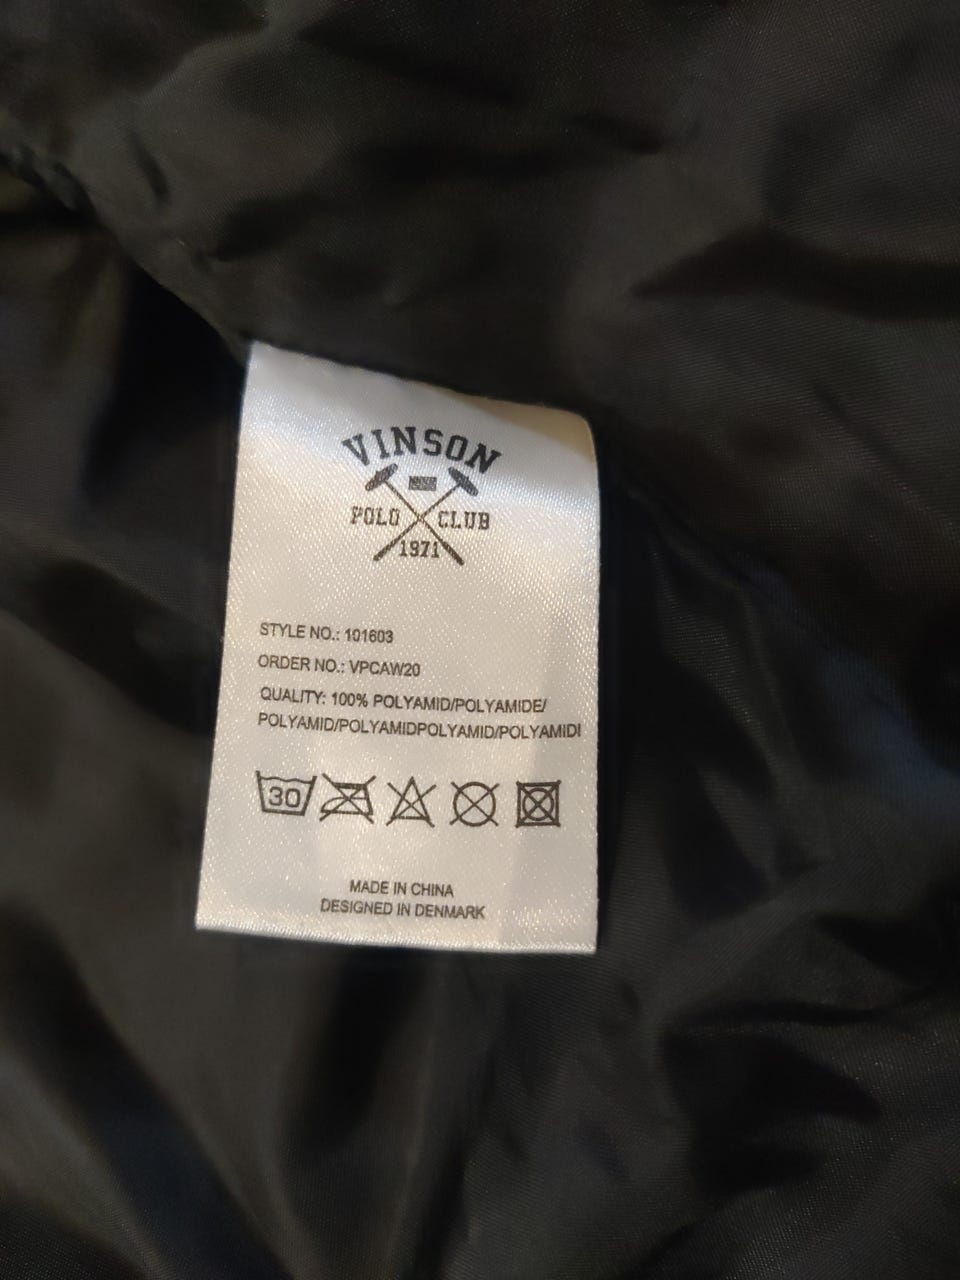 VINSON
POLO CLUB
1971
STYLE NO.: 101603
ORDER NO.: VPCAW20
QUALITY: 100% POLYAMID/POLYAMIDE/
POLYAMID/POLYAMIDPOLYAMID/POLYAMIDI
30
MADE IN CHINA
DESIGNED IN DENMARK